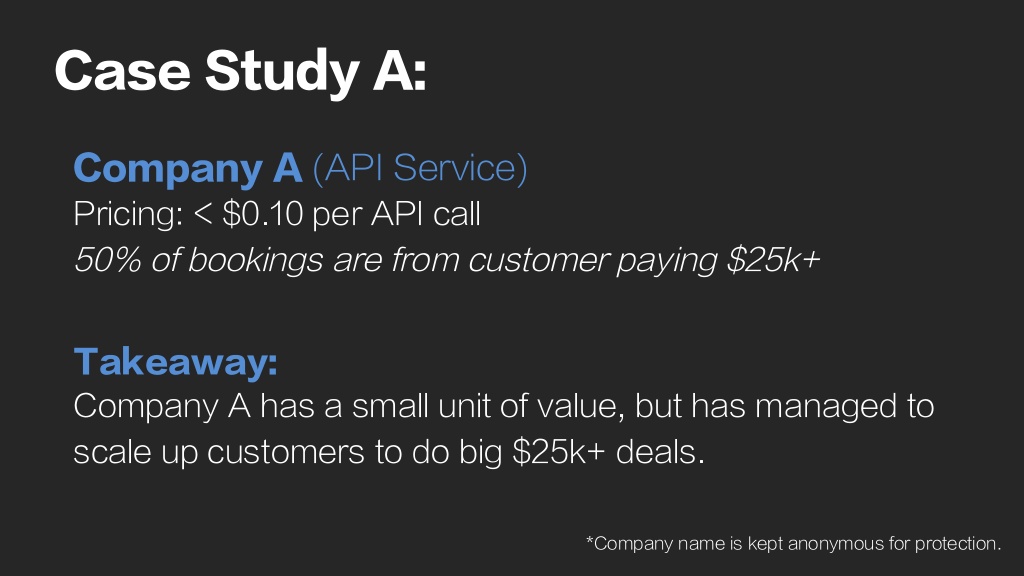 Case Study A:
Company A (API Service)
Pricing: < $0.10 per API call
50% of bookings are from customer paying $25k+
Takeaway:
Company A has a small unit of value, but has managed to
scale up customers to do big $25k+ deals.
*Company name is kept anonymous for protection.